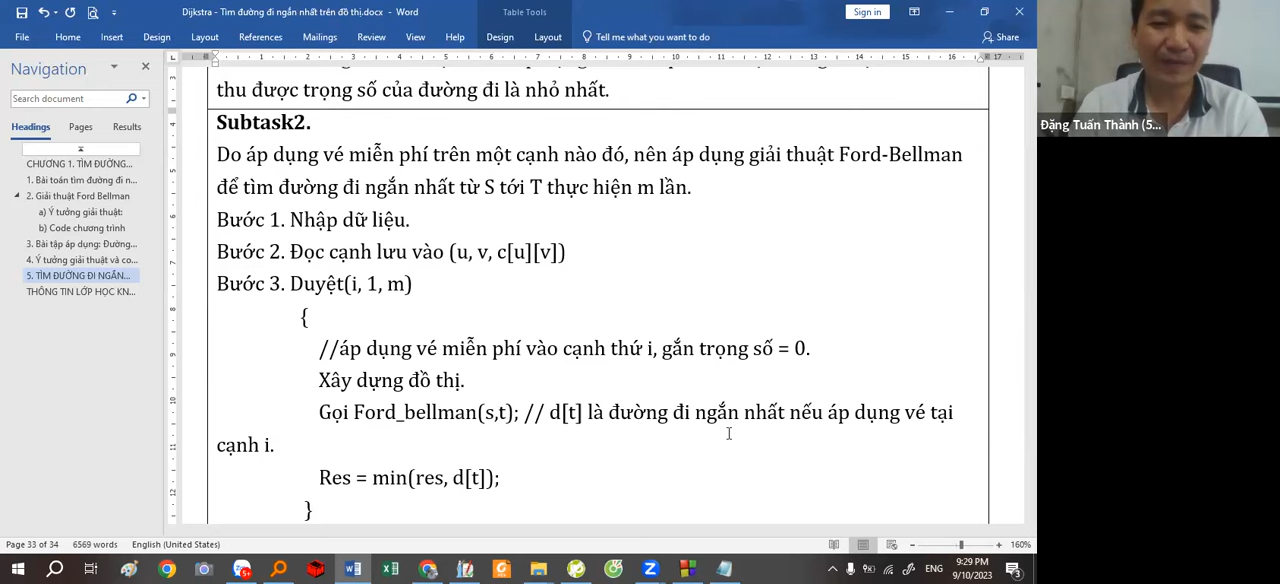 Dijkstra - Tìm đường đi ngắn nhất trên đồ thị.docx - Word
Table Tools
Sign in
File Home Insert Design Layout References Mailings Review View Help Design Layout Tell me what you want to do Share
Navigation
Search document
Headings Pages Results
CHƯƠNG 1. TÌM ĐƯỜNG...
1. Bài toán tìm đường đi n...
2. Giải thuật Ford Bellman
a) Ý tưởng giải thuật:
b) Code chương trình
3. Bài tập áp dụng: Đường...
4. Ý tưởng giải thuật và co...
5. TÌM ĐƯỜNG ĐI NGẮN...
THÔNG TIN LỚP HỌC KN...
thu được trọng số của đường đi là nhỏ nhất.
Subtask2.
Do áp dụng vé miễn phí trên một cạnh nào đó, nên áp dụng giải thuật Ford-Bellman
để tìm đường đi ngắn nhất từ S tới T thực hiện m lần.
Bước 1. Nhập dữ liệu.
Bước 2. Đọc cạnh lưu vào (u, v, c[u][v])
Bước 3. Duyệt(i, 1, m)
{
//áp dụng vé miễn phí vào cạnh thứ i, gắn trọng số = 0.
Xây dựng đồ thị.
Gọi Ford_bellman(s,t); // d[t] là đường đi ngắn nhất nếu áp dụng vé tại
cạnh i.
Res = min(res, d[t]);
}
Đặng Tuấn Thành (5...
Page 33 of 34 6569 words English (United States) 160%
ENG
9:29 PM
9/10/2023